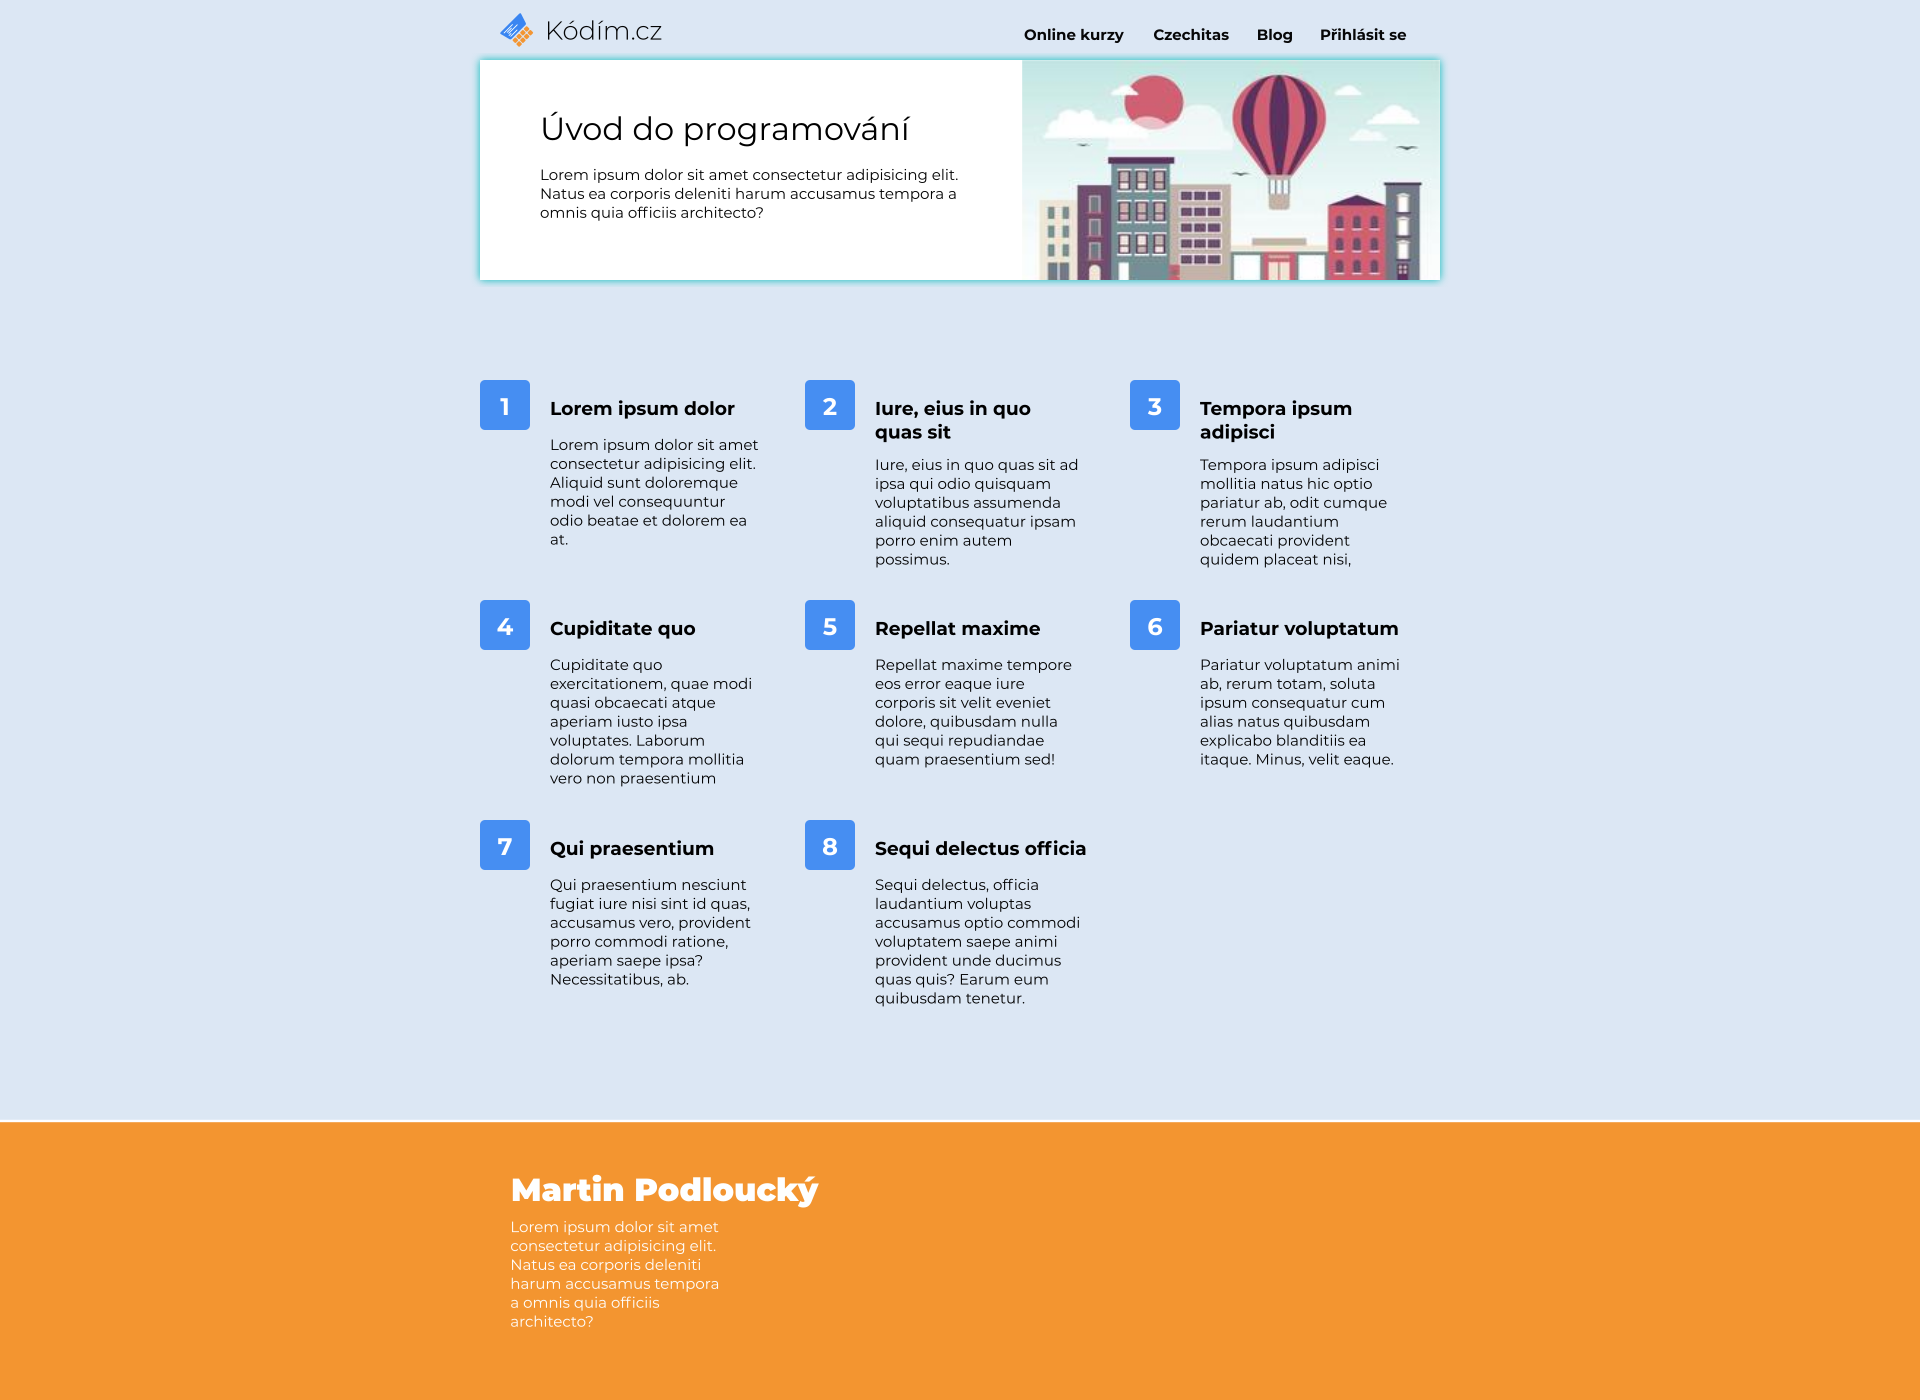 Kódím.cz
Online kurzy Czechitas Blog Přihlásit se
Úvod do programování
Lorem ipsum dolor sit amet consectetur adipisicing elit.
Natus ea corporis deleniti harum accusamus tempora a
omnis quia officiis architecto?
1
Lorem ipsum dolor
Lorem ipsum dolor sit amet
consectetur adipisicing elit.
Aliquid sunt doloremque
modi vel consequuntur
odio beatae et dolorem ea
at.
2
Iure, eius in quo
quas sit
Iure, eius in quo quas sit ad
ipsa qui odio quisquam
voluptatibus assumenda
aliquid consequatur ipsam
porro enim autem
possimus.
3
Tempora ipsum
adipisci
Tempora ipsum adipisci
mollitia natus hic optio
pariatur ab, odit cumque
rerum laudantium
obcaecati provident
quidem placeat nisi,
4
Cupiditate quo
Cupiditate quo
exercitationem, quae modi
quasi obcaecati atque
aperiam iusto ipsa
voluptates. Laborum
dolorum tempora mollitia
vero non praesentium
5
Repellat maxime
Repellat maxime tempore
eos error eaque iure
corporis sit velit eveniet
dolore, quibusdam nulla
qui sequi repudiandae
quam praesentium sed!
6
Pariatur voluptatum
Pariatur voluptatum animi
ab, rerum totam, soluta
ipsum consequatur cum
alias natus quibusdam
explicabo blanditiis ea
itaque. Minus, velit eaque.
7
Qui praesentium
Qui praesentium nesciunt
fugiat iure nisi sint id quas,
accusamus vero, provident
porro commodi ratione,
aperiam saepe ipsa?
Necessitatibus, ab.
8
Sequi delectus officia
Sequi delectus, officia
laudantium voluptas
accusamus optio commodi
voluptatem saepe animi
provident unde ducimus
quas quis? Earum eum
quibusdam tenetur.
Martin Podloucký
Lorem ipsum dolor sit amet
consectetur adipisicing elit.
Natus ea corporis deleniti
harum accusamus tempora
a omnis quia officiis
architecto?